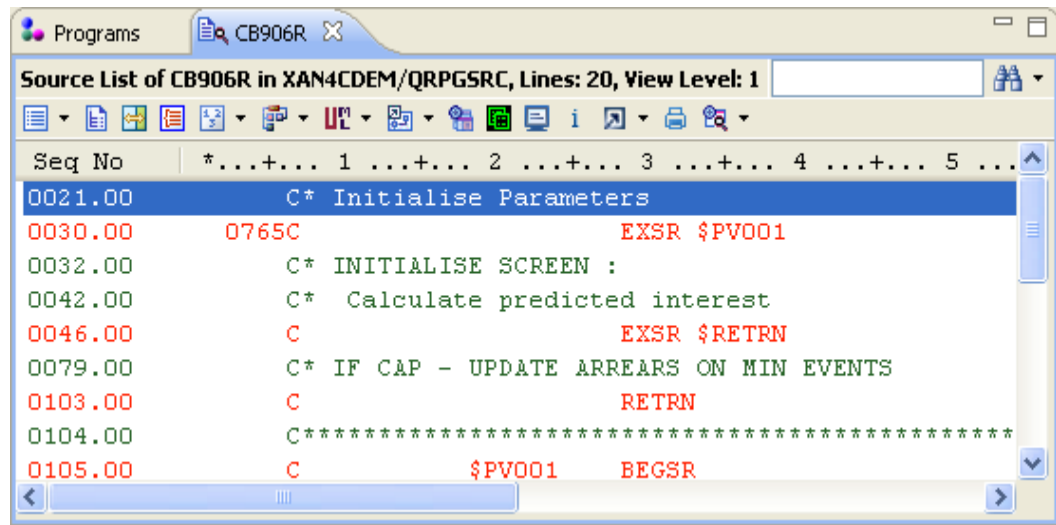 Programs CB906R
Source List of CB906R in XAN4CDEM/QRPGSRC, Lines: 20, View Level: 1
Seq No *...+... 1 ...+... 2 ...+... 3 ...+... 4 ...+... 5 ...
0021.00 C* Initialise Parameters
0030.00 0765C EXSR $PV001
0032.00 C* INITIALISE SCREEN :
0042.00 C* Calculate predicted interest
0046.00 C EXSR $RETRN
0079.00 C* IF CAP - UPDATE ARREARS ON MIN EVENTS
0103.00 C RETRN
0104.00 C***********************************************
0105.00 C $PV001 BEGSR